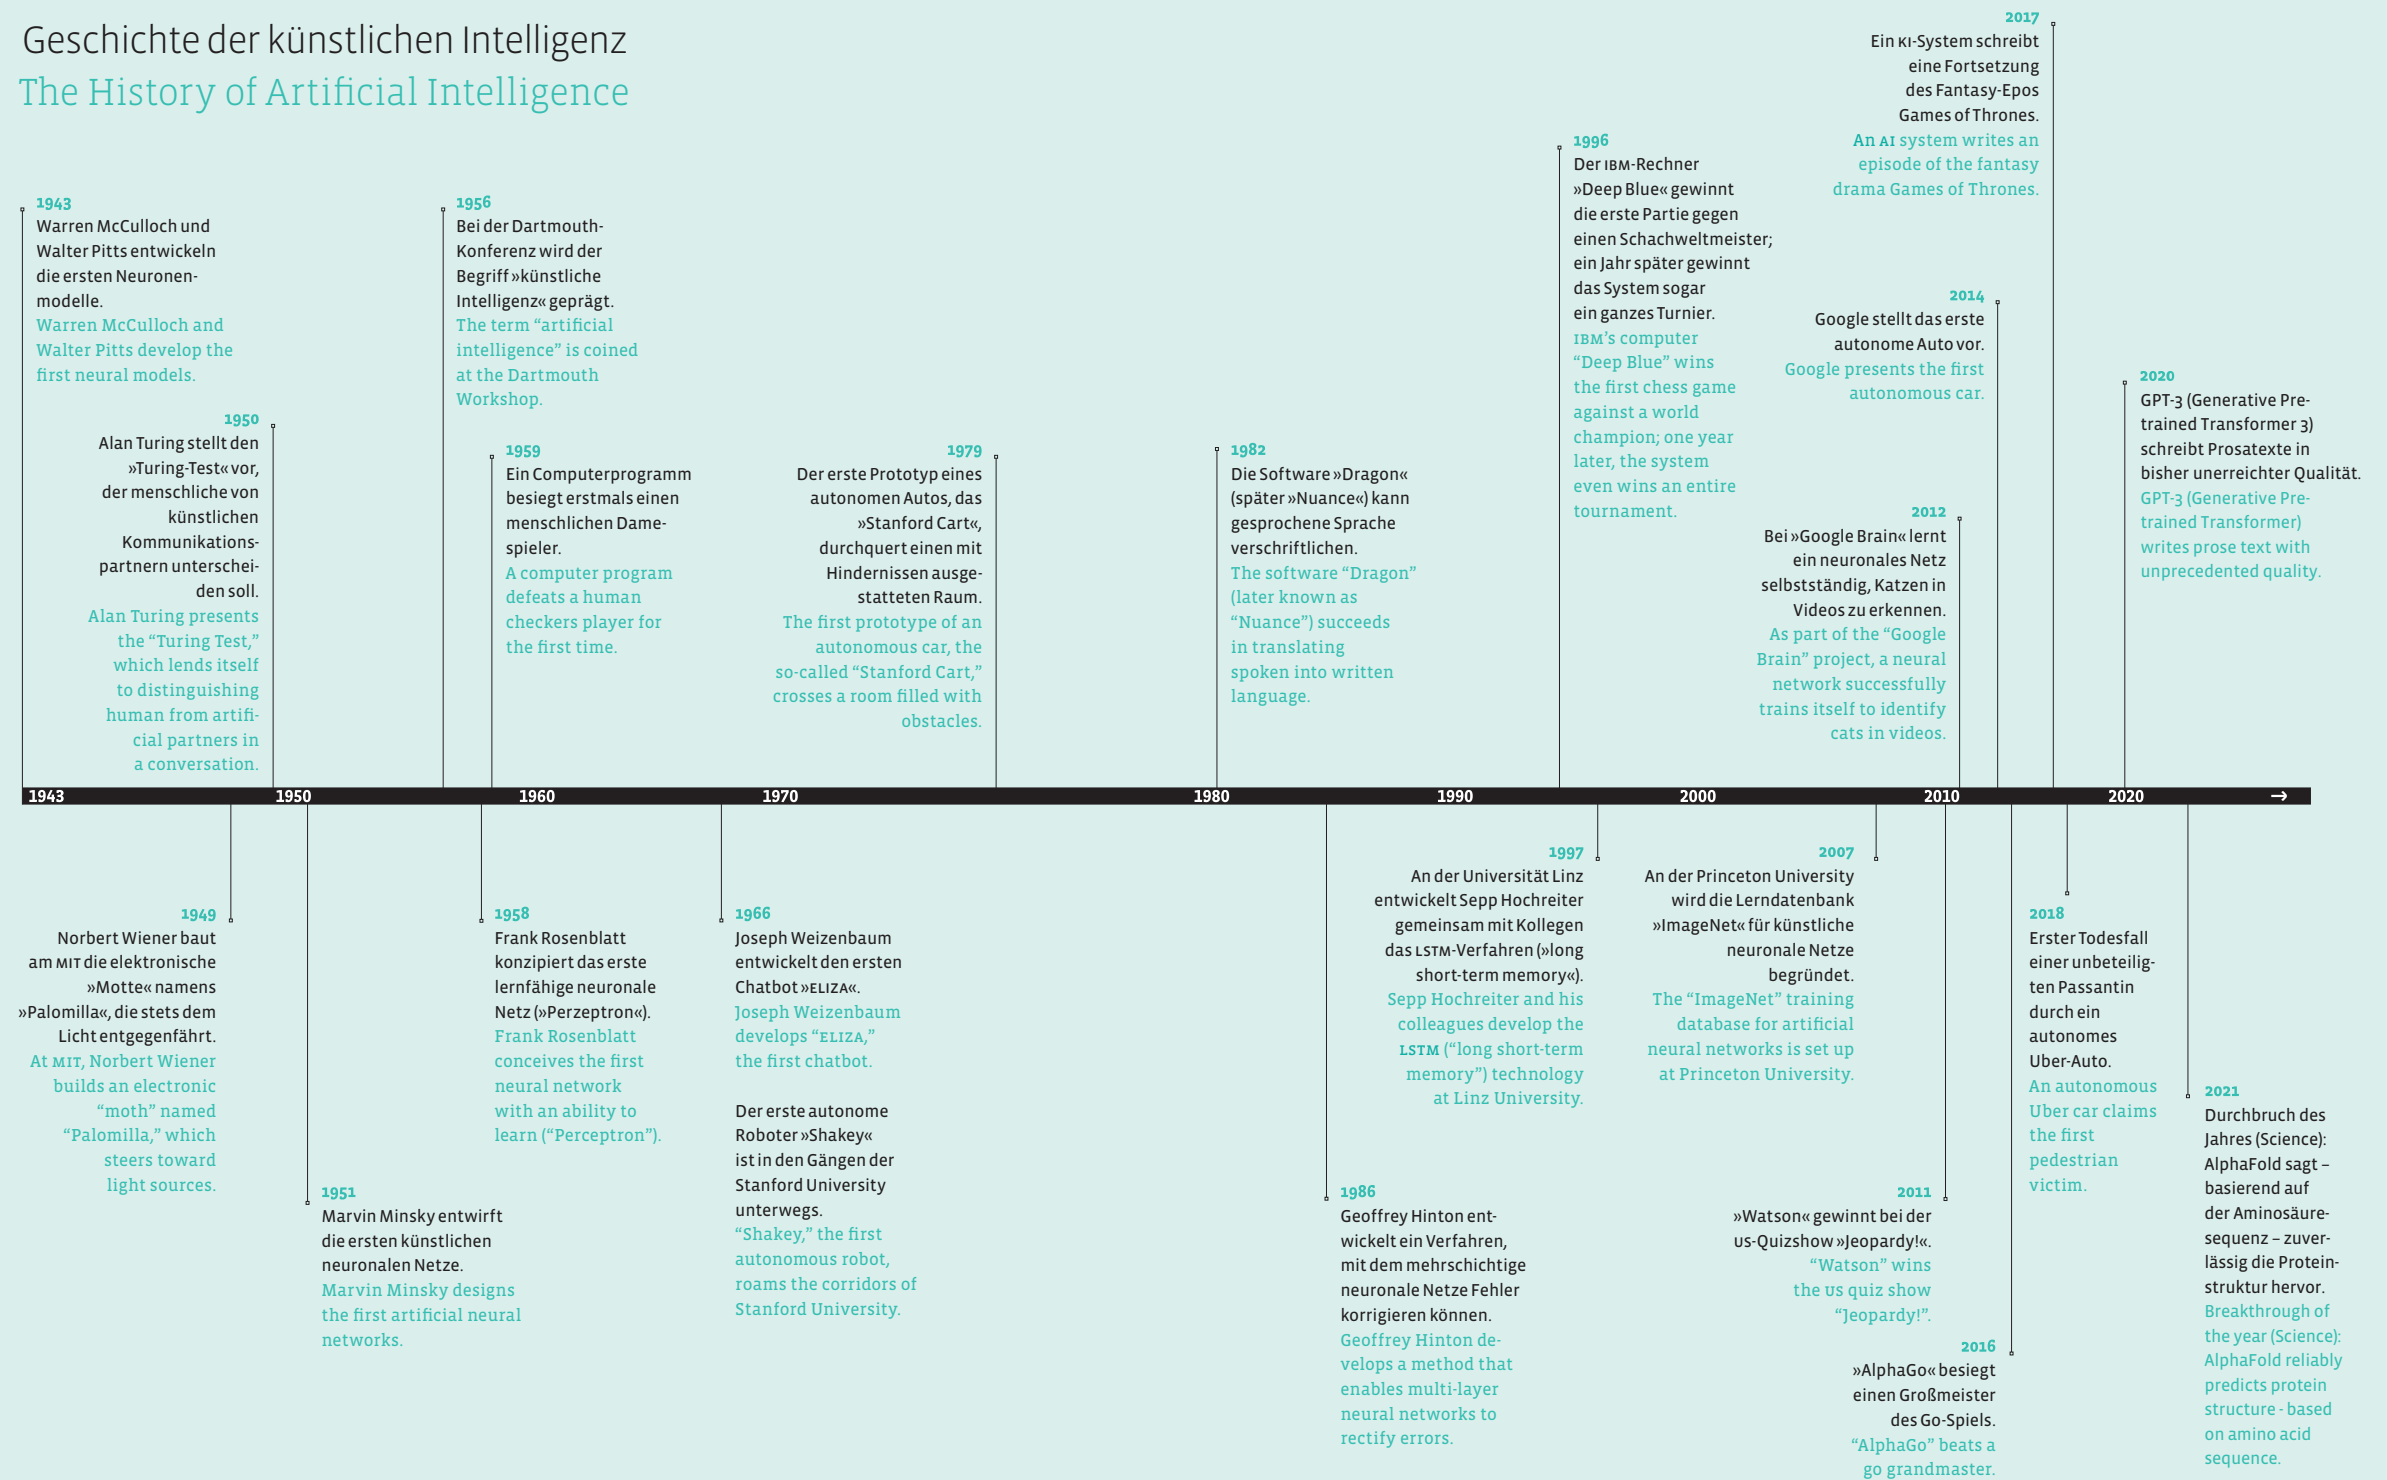 Geschichte der künstlichen Intelligenz
The History of Artificial Intelligence
1943
Warren McCulloch und
Walter Pitts entwickeln
die ersten Neuronen-
modelle.
Warren McCulloch and
Walter Pitts develop the
first neural models.
1950
Alan Turing stellt den
»Turing-Test« vor,
der menschliche von
künstlichen
Kommunikations-
partnern unterschei-
den soll.
Alan Turing presents
the “Turing Test,”
which lends itself
to distinguishing
human from artifi-
cial partners in
a conversation.
1956
Bei der Dartmouth-
Konferenz wird der
Begriff »künstliche
Intelligenz« geprägt.
The term “artificial
intelligence” is coined
at the Dartmouth
Workshop.
1959
Ein Computerprogramm
besiegt erstmals einen
menschlichen Dame-
spieler.
A computer program
defeats a human
checkers player for
the first time.
1979
Der erste Prototyp eines
autonomen Autos, das
»Stanford Cart«,
durchquert einen mit
Hindernissen ausge-
statteten Raum.
The first prototype of an
autonomous car, the
so-called “Stanford Cart,”
crosses a room filled with
obstacles.
1982
Die Software »Dragon«
(später »Nuance«) kann
gesprochene Sprache
verschriftlichen.
The software “Dragon”
(later known as
“Nuance”) succeeds
in translating
spoken into written
language.
1996
Der IBM-Rechner
»Deep Blue« gewinnt
die erste Partie gegen
einen Schachweltmeister;
ein Jahr später gewinnt
das System sogar
ein ganzes Turnier.
IBM’s computer
“Deep Blue” wins
the first chess game
against a world
champion; one year
later, the system
even wins an entire
tournament.
2012
Bei »Google Brain« lernt
ein neuronales Netz
selbstständig, Katzen in
Videos zu erkennen.
As part of the “Google
Brain” project, a neural
network successfully
trains itself to identify
cats in videos.
2014
Google stellt das erste
autonome Auto vor.
Google presents the first
autonomous car.
2017
Ein KI-System schreibt
eine Fortsetzung
des Fantasy-Epos
Games of Thrones.
An AI system writes an
episode of the fantasy
drama Games of Thrones.
2020
GPT-3 (Generative Pre-
trained Transformer 3)
schreibt Prosatexte in
bisher unerreichter Qualität.
GPT-3 (Generative Pre-
trained Transformer)
writes prose text with
unprecedented quality.
1943 1950 1960 1970 1980 1990 2000 2010 2020 →
1949
Norbert Wiener baut
am MIT die elektronische
»Motte« namens
»Palomilla«, die stets dem
Licht entgegenfährt.
At MIT, Norbert Wiener
builds an electronic
“moth” named
“Palomilla,” which
steers toward
light sources.
1951
Marvin Minsky entwirft
die ersten künstlichen
neuronalen Netze.
Marvin Minsky designs
the first artificial neural
networks.
1958
Frank Rosenblatt
konzipiert das erste
lernfähige neuronale
Netz (»Perzeptron«).
Frank Rosenblatt
conceives the first
neural network
with an ability to
learn (“Perceptron”).
1966
Joseph Weizenbaum
entwickelt den ersten
Chatbot »ELIZA«.
Joseph Weizenbaum
develops “ELIZA,”
the first chatbot.
Der erste autonome
Roboter »Shakey«
ist in den Gängen der
Stanford University
unterwegs.
“Shakey,” the first
autonomous robot,
roams the corridors of
Stanford University.
1986
Geoffrey Hinton ent-
wickelt ein Verfahren,
mit dem mehrschichtige
neuronale Netze Fehler
korrigieren können.
Geoffrey Hinton de-
velops a method that
enables multi-layer
neural networks to
rectify errors.
1997
An der Universität Linz
entwickelt Sepp Hochreiter
gemeinsam mit Kollegen
das LSTM-Verfahren (»long
short-term memory«).
Sepp Hochreiter and his
colleagues develop the
LSTM (“long short-term
memory”) technology
at Linz University.
2007
An der Princeton University
wird die Lerndatenbank
»ImageNet« für künstliche
neuronale Netze
begründet.
The “ImageNet” training
database for artificial
neural networks is set up
at Princeton University.
2011
»Watson« gewinnt bei der
US-Quizshow »Jeopardy!«.
“Watson” wins
the US quiz show
“Jeopardy!”.
2016
»AlphaGo« besiegt
einen Großmeister
des Go-Spiels.
“AlphaGo” beats a
go grandmaster.
2018
Erster Todesfall
einer unbeteilig-
ten Passantin
durch ein
autonomes
Uber-Auto.
An autonomous
Uber car claims
the first
pedestrian
victim.
2021
Durchbruch des
Jahres (Science):
AlphaFold sagt –
basierend auf
der Aminosäure-
sequenz – zuver-
lässig die Protein-
struktur hervor.
Breakthrough of
the year (Science):
AlphaFold reliably
predicts protein
structure - based
on amino acid
sequence.